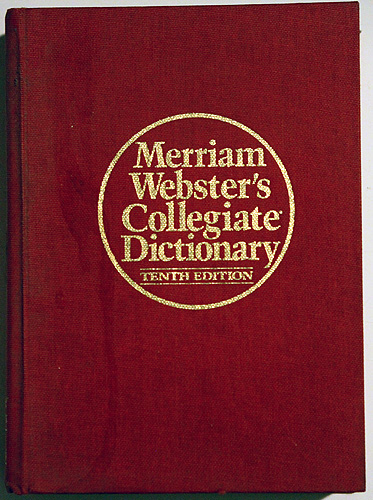 Merriam
Webster's
Collegiate®
Dictionary
TENTH EDITION